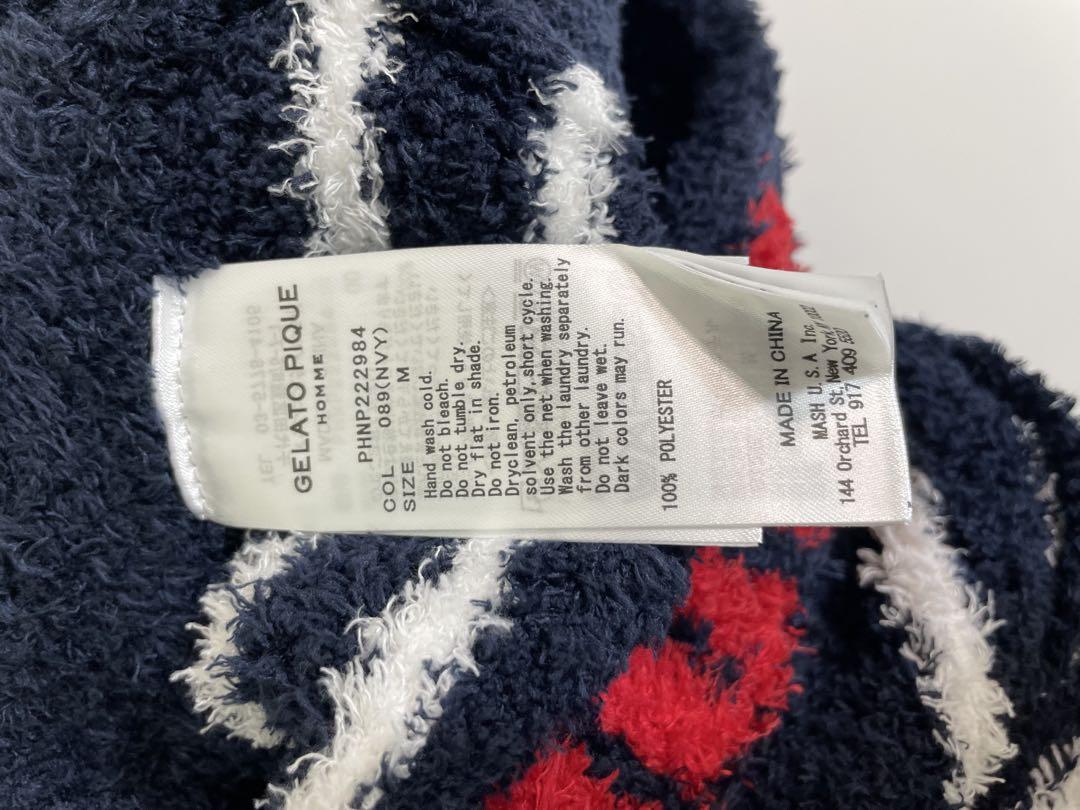 GELATO PIQUE
HOMME
PHNP222984
COL 089(NVY)
SIZE M
Hand wash cold.
Do not bleach.
Do not tumble dry.
Dry flat in shade.
Do not iron.
Dryclean, petroleum
solvent only,short cycle.
Use the net when washing.
Wash the laundry separately
from other laundry.
Do not leave wet.
Dark colors may run.
100% POLYESTER
MADE IN CHINA
MASH U.S.A Inc
144 Orchard St, New York
TEL 917 409